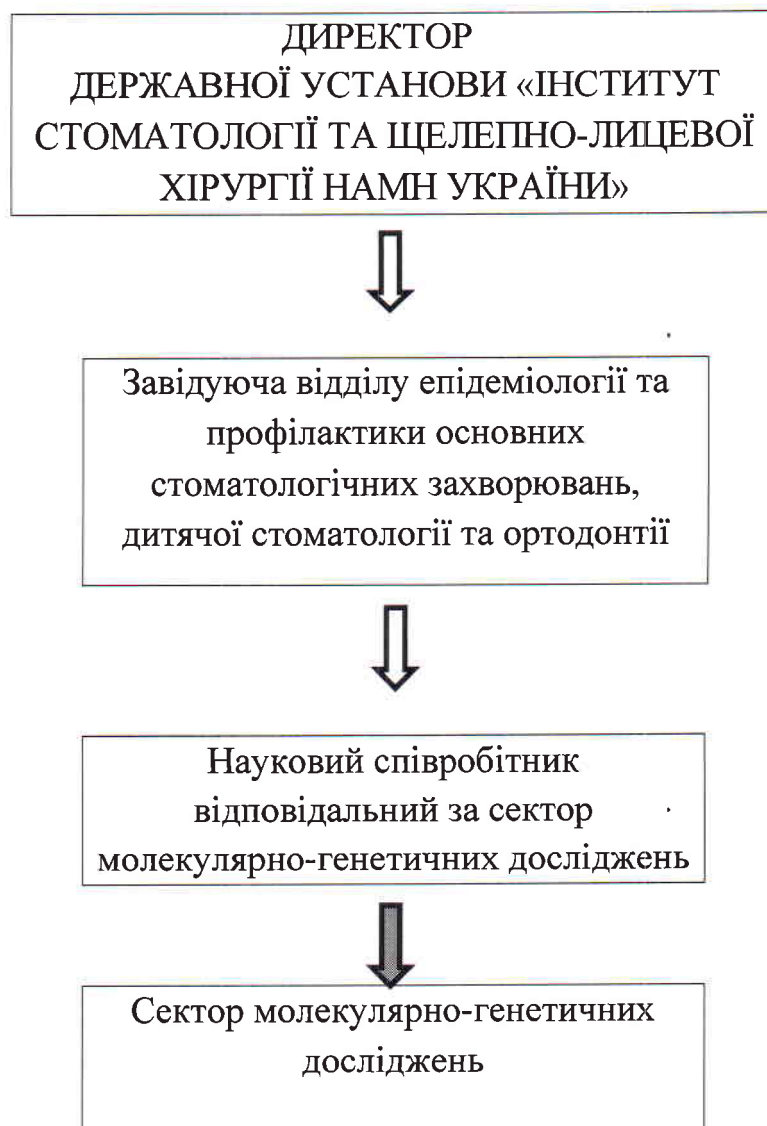 ДИРЕКТОР
ДЕРЖАВНОЇ УСТАНОВИ «ІНСТИТУТ
СТОМАТОЛОГІЇ ТА ЩЕЛЕПНО-ЛИЦЕВОЇ
ХІРУРГІЇ НАМН УКРАЇНИ»
Завідуюча відділу епідеміології та
профілактики основних
стоматологічних захворювань,
дитячої стоматології та ортодонтії
Науковий співробітник
відповідальний за сектор
молекулярно-генетичних досліджень
Сектор молекулярно-генетичних
досліджень